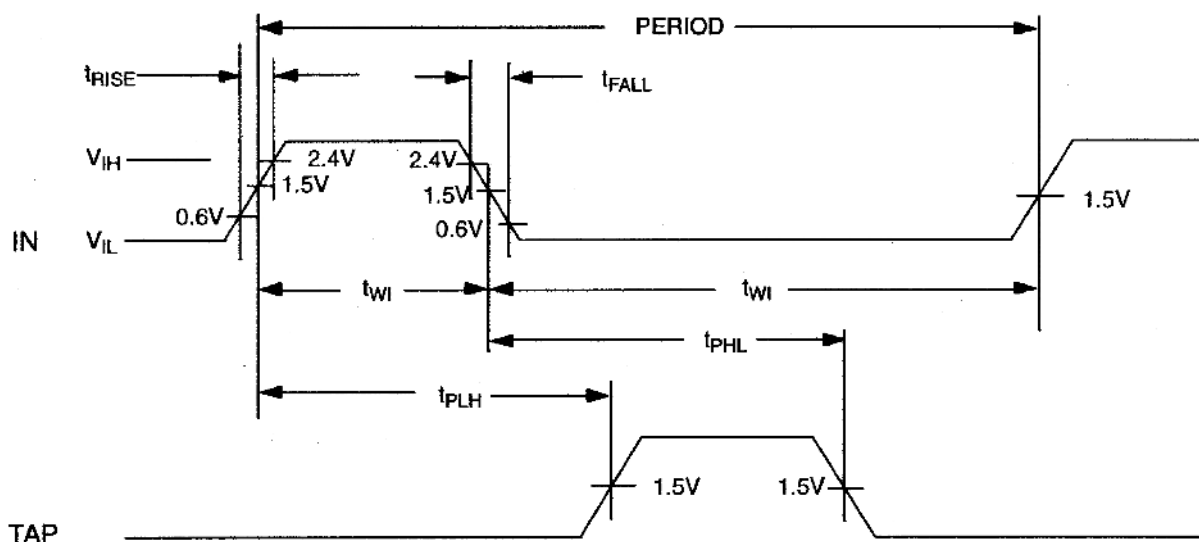 PERIOD
tRISE
tFALL
VIH
2.4V
2.4V
1.5V
1.5V
1.5V
0.6V
0.6V
IN
VIL
tWI
tWI
tPHL
tPLH
1.5V
1.5V
TAP